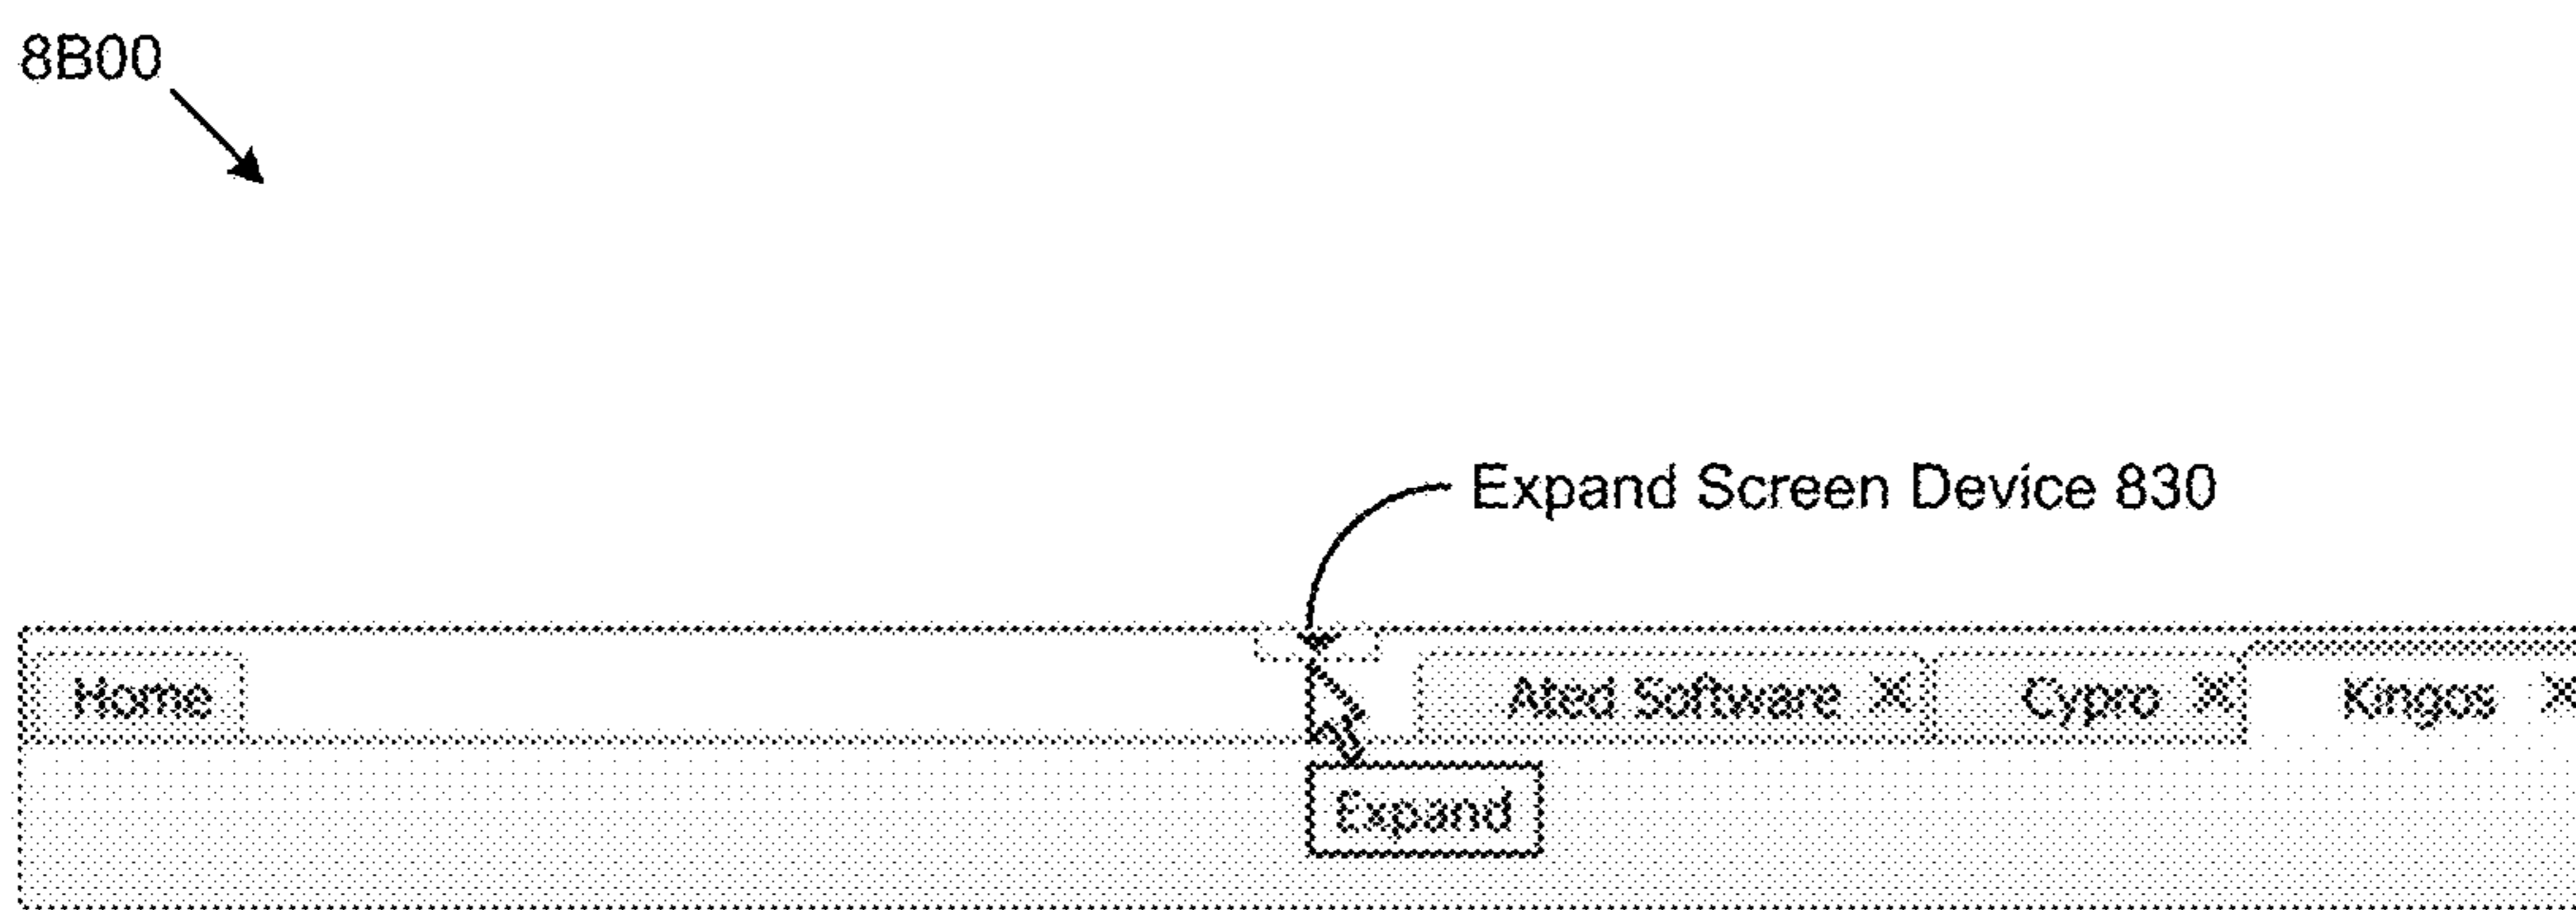 8B00
Expand Screen Device 830
Home Ated Software X Cypro X Kingos X
Expand